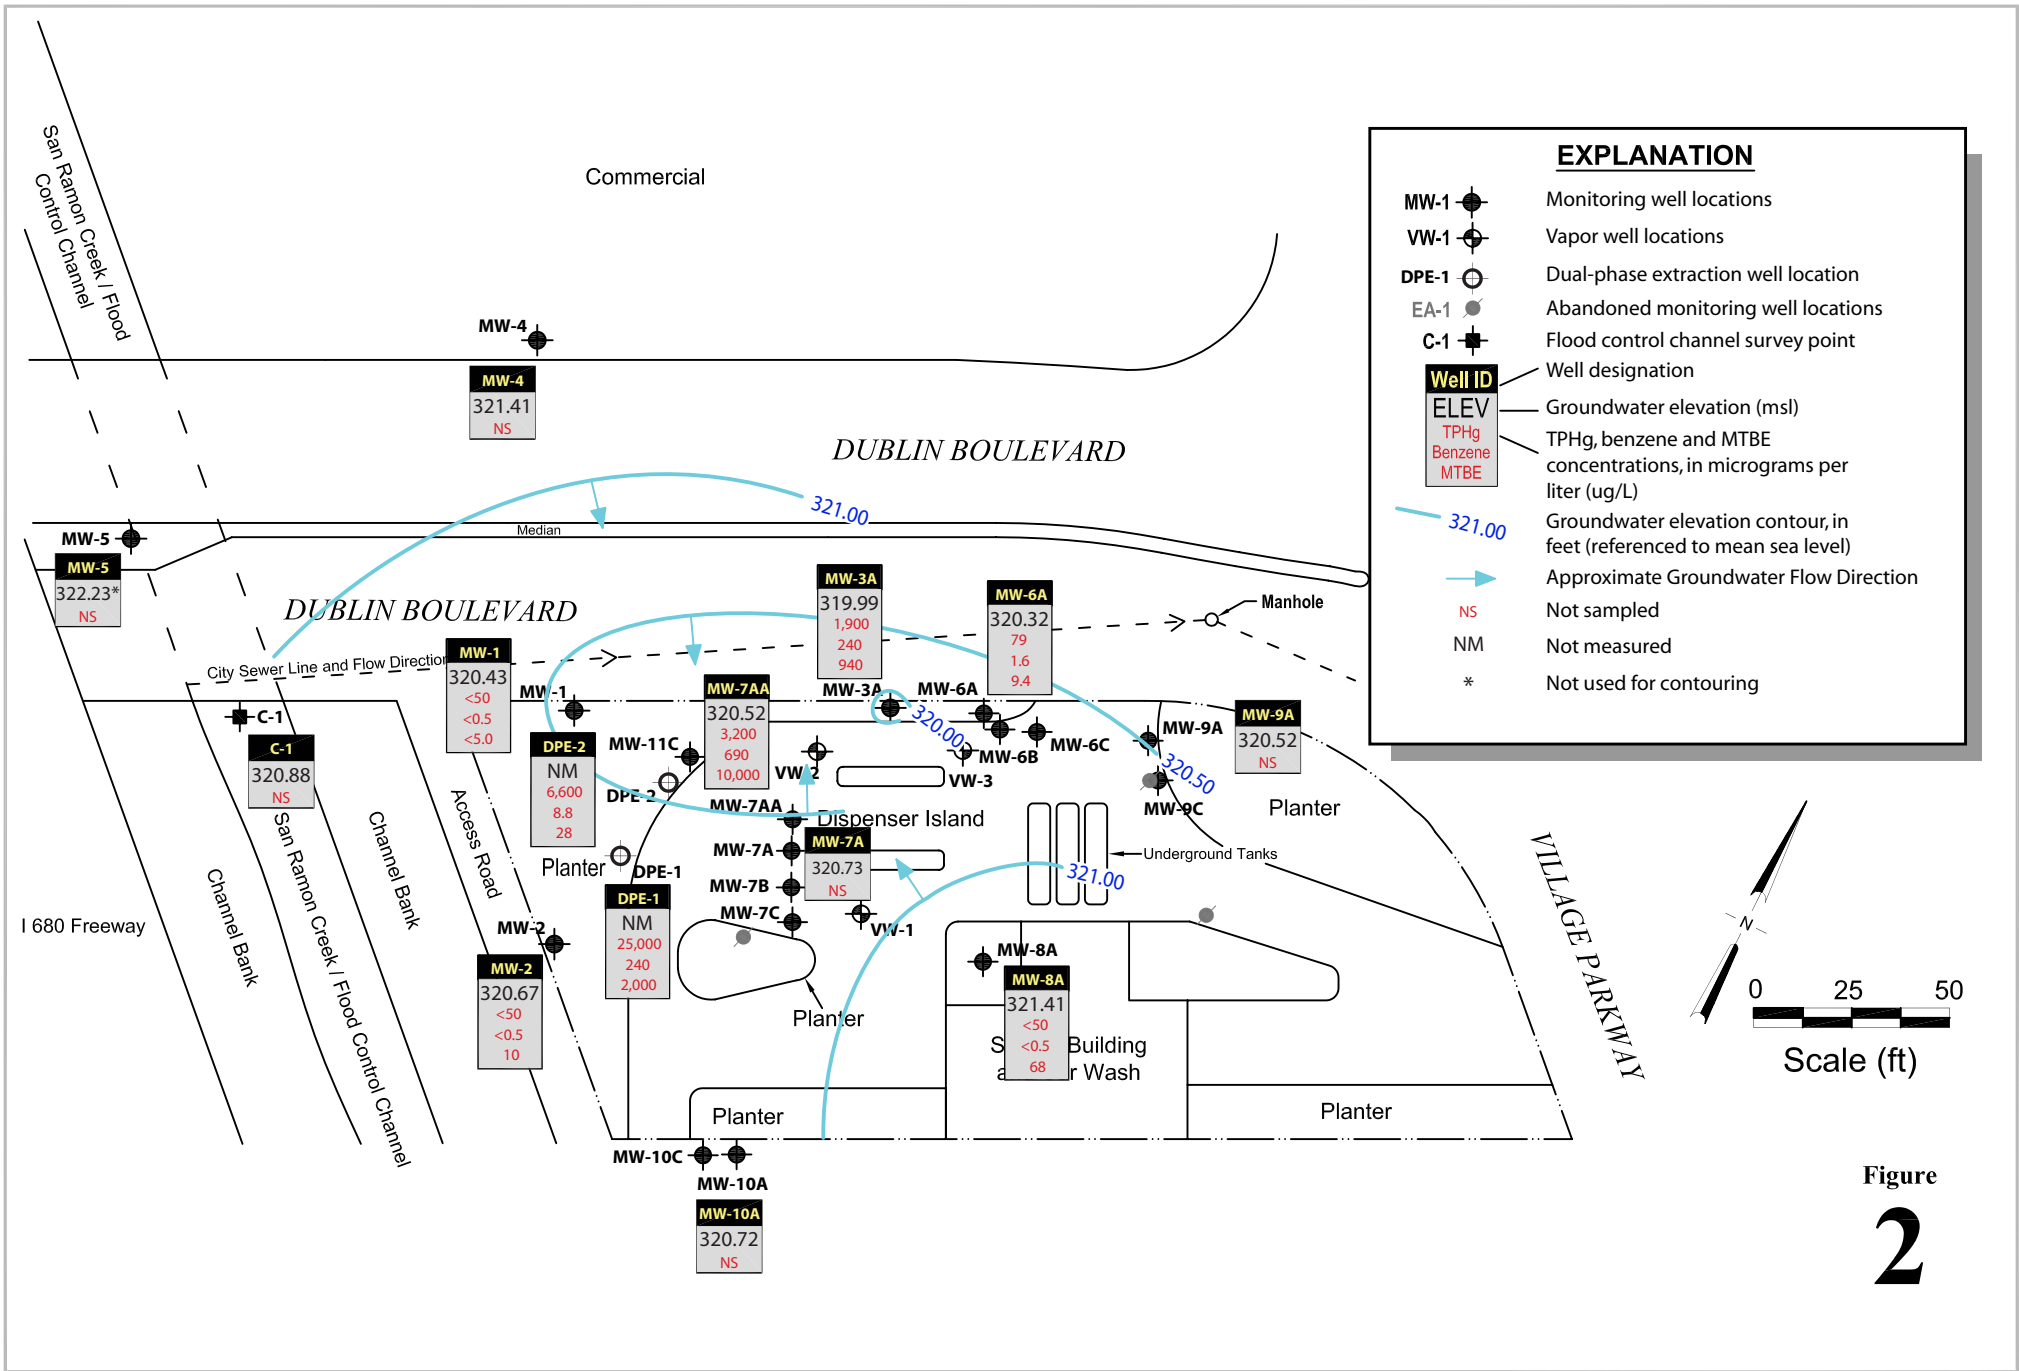 San Ramon Creek / Flood
Control Channel
Commercial
MW-4
MW-4
321.41
NS
DUBLIN BOULEVARD
321.00
Median
MW-5
MW-5
322.23*
NS
DUBLIN BOULEVARD
City Sewer Line and Flow Direction
Manhole
MW-1
320.43
<50
<0.5
<5.0
MW-1
MW-3A
319.99
1,900
240
940
MW-6A
320.32
79
1.6
9.4
MW-3A
MW-6A
320.00
MW-6B
MW-6C
MW-9A
MW-9A
320.52
NS
320.50
MW-9C
Planter
C-1
C-1
320.88
NS
MW-7AA
320.52
3,200
690
10,000
MW-11C
DPE-2
NM
6,600
8.8
28
DPE-2
VW-2
VW-3
MW-7AA
Dispenser Island
MW-7A
MW-7A
320.73
NS
MW-7B
MW-7C
VW-1
Underground Tanks
321.00
Planter
DPE-1
DPE-1
NM
25,000
240
2,000
Access Road
Channel Bank
San Ramon Creek / Flood Control Channel
Channel Bank
I 680 Freeway
MW-2
MW-2
320.67
<50
<0.5
10
Planter
MW-8A
MW-8A
321.41
<50
<0.5
68
S Building
a r Wash
Planter
Planter
MW-10C
MW-10A
MW-10A
320.72
NS
VILLAGE PARKWAY
N
0 25 50
Scale (ft)
Figure
2
EXPLANATION
MW-1 Monitoring well locations
VW-1 Vapor well locations
DPE-1 Dual-phase extraction well location
EA-1 Abandoned monitoring well locations
C-1 Flood control channel survey point
Well ID Well designation
ELEV Groundwater elevation (msl)
TPHg
Benzene
MTBE
TPHg, benzene and MTBE
concentrations, in micrograms per
liter (ug/L)
321.00 Groundwater elevation contour, in
feet (referenced to mean sea level)
Approximate Groundwater Flow Direction
NS Not sampled
NM Not measured
* Not used for contouring